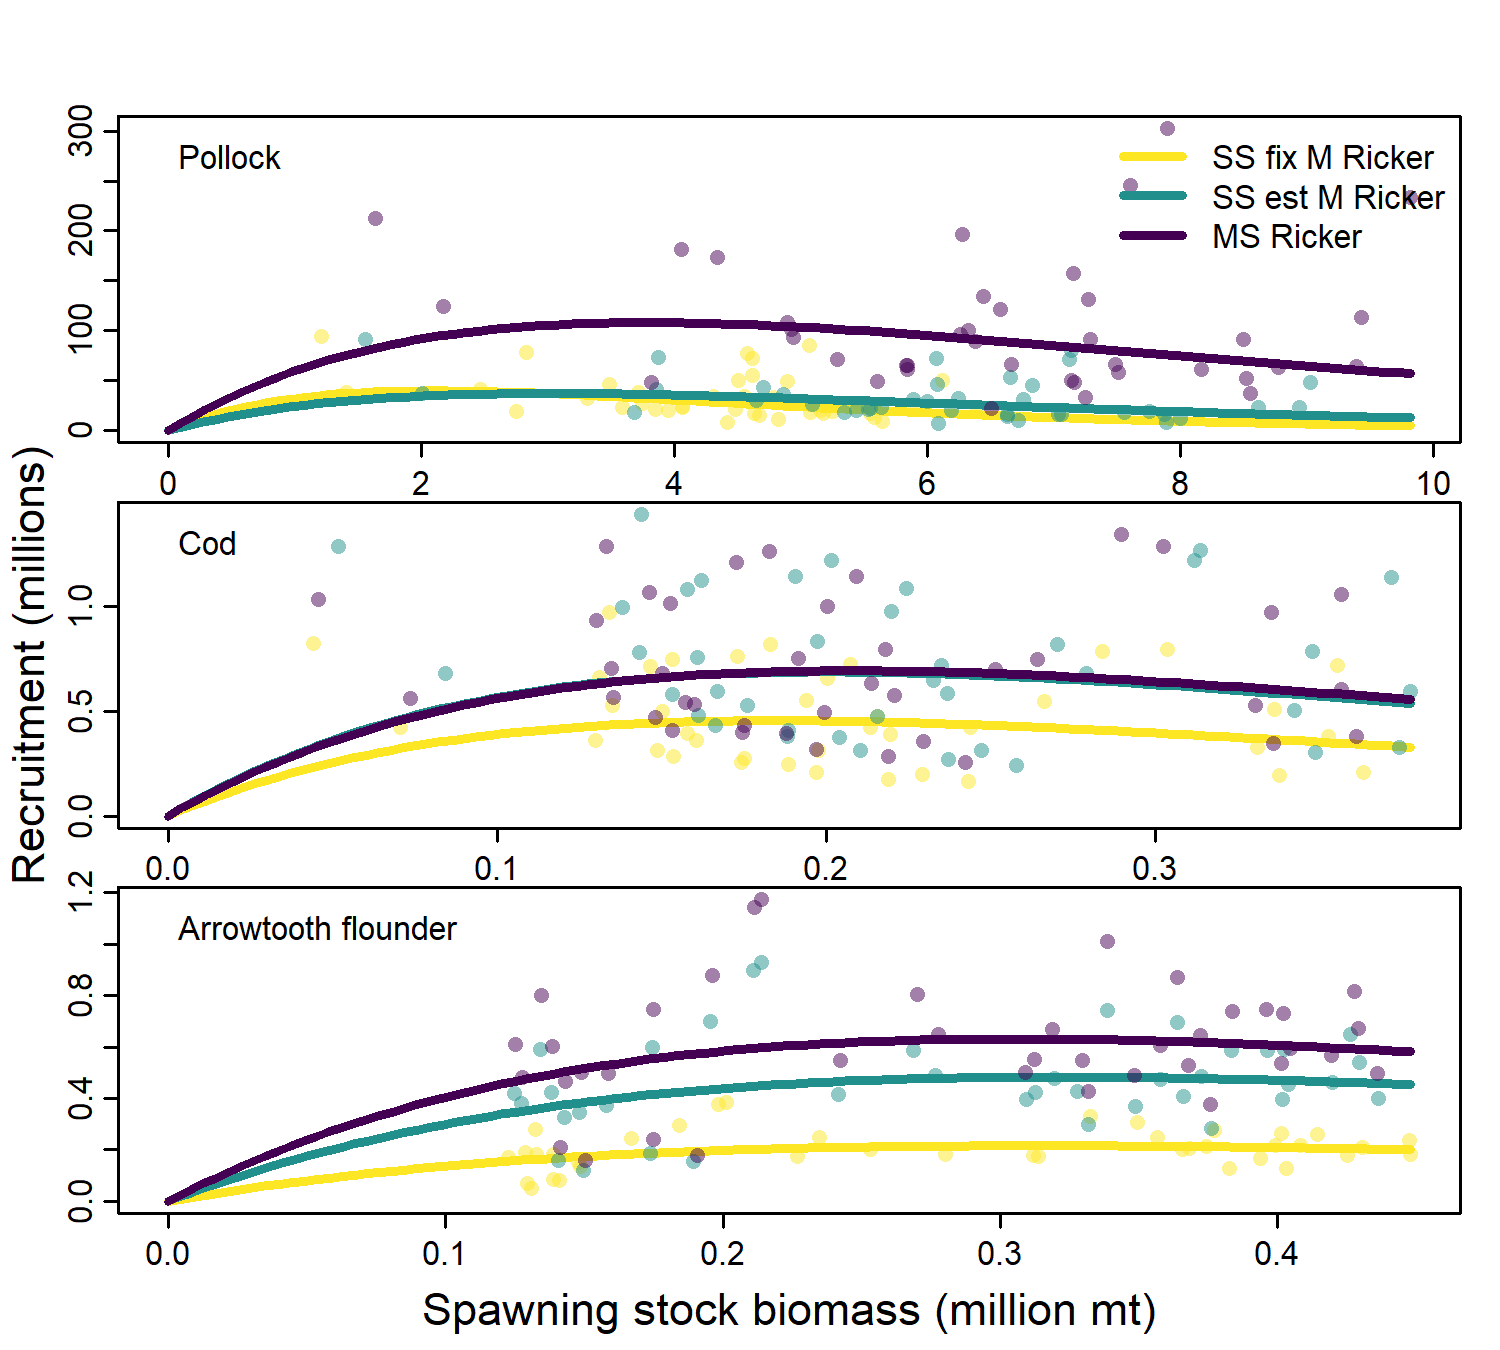 Pollock
SS fix M Ricker
SS est M Ricker
MS Ricker
300
200
100
0
0 2 4 6 8 10
Cod
1.0
0.5
0.0
0.0 0.1 0.2 0.3
Arrowtooth flounder
1.2
0.8
0.4
0.0
0.0 0.1 0.2 0.3 0.4
Recruitment (millions)
Spawning stock biomass (million mt)